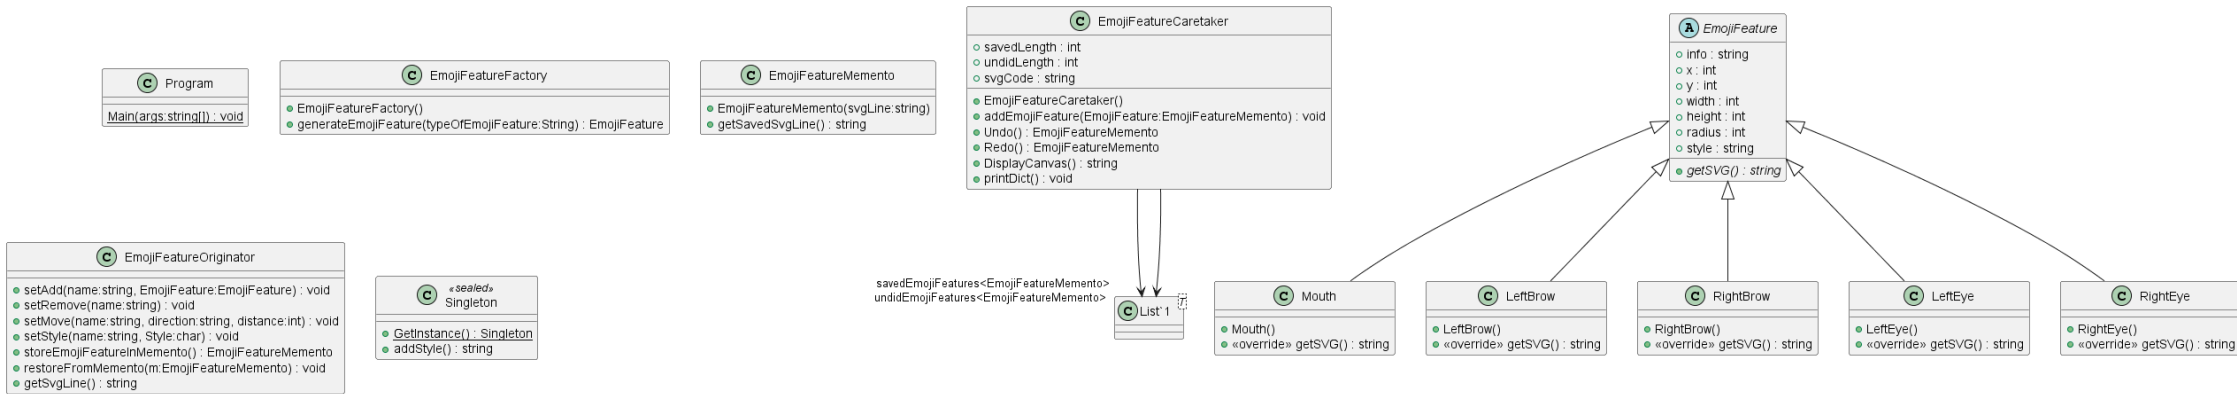 C Program
Main(args:string[]) : void
C EmojiFeatureFactory
EmojiFeatureFactory()
generateEmojiFeature(typeOfEmojiFeature:String) : EmojiFeature
C EmojiFeatureMemento
EmojiFeatureMemento(svgLine:string)
getSavedSvgLine() : string
C EmojiFeatureCaretaker
savedLength : int
undidLength : int
svgCode : string
EmojiFeatureCaretaker()
addEmojiFeature(EmojiFeature:EmojiFeatureMemento) : void
Undo() : EmojiFeatureMemento
Redo() : EmojiFeatureMemento
DisplayCanvas() : string
printDict() : void
A EmojiFeature
info : string
x : int
y : int
width : int
height : int
radius : int
style : string
getSVG() : string
C EmojiFeatureOriginator
setAdd(name:string, EmojiFeature:EmojiFeature) : void
setRemove(name:string) : void
setMove(name:string, direction:string, distance:int) : void
setStyle(name:string, Style:char) : void
storeEmojiFeatureInMemento() : EmojiFeatureMemento
restoreFromMemento(m:EmojiFeatureMemento) : void
getSvgLine() : string
C «sealed»
Singleton
GetInstance() : Singleton
addStyle() : string
savedEmojiFeatures<EmojiFeatureMemento>
undidEmojiFeatures<EmojiFeatureMemento>
C List`1 T
C Mouth
Mouth()
«override» getSVG() : string
C LeftBrow
LeftBrow()
«override» getSVG() : string
C RightBrow
RightBrow()
«override» getSVG() : string
C LeftEye
LeftEye()
«override» getSVG() : string
C RightEye
RightEye()
«override» getSVG() : string